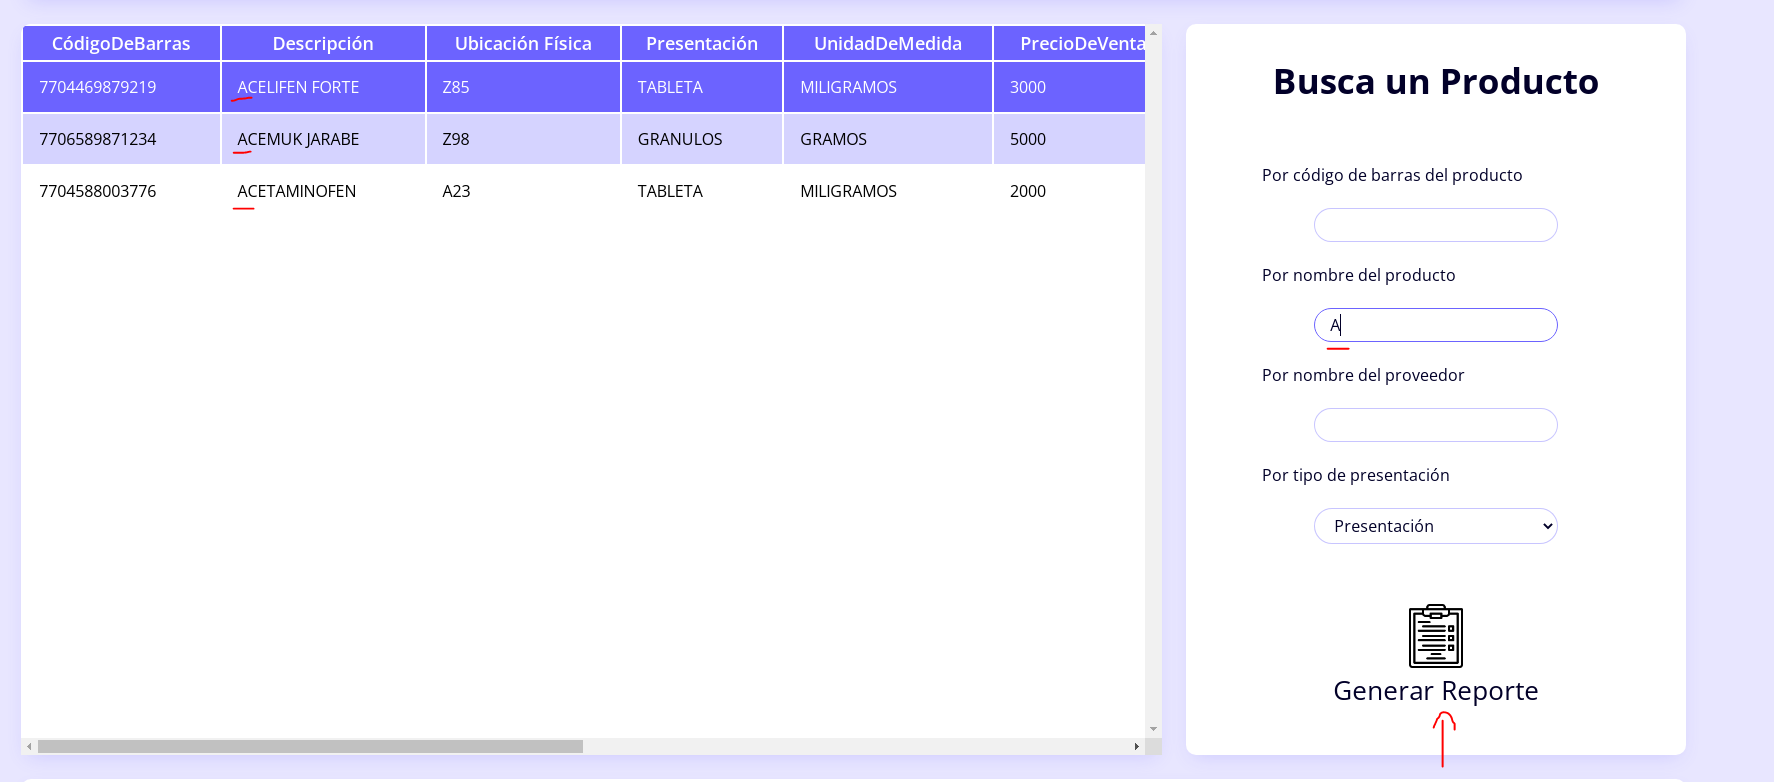 CódigoDeBarras Descripción Ubicación Física Presentación UnidadDeMedida PrecioDeVenta
7704469879219 ACELIFEN FORTE Z85 TABLETA MILIGRAMOS 3000
7706589871234 ACEMUK JARABE Z98 GRANULOS GRAMOS 5000
7704588003776 ACETAMINOFEN A23 TABLETA MILIGRAMOS 2000
Busca un Producto
Por código de barras del producto
Por nombre del producto
A
Por nombre del proveedor
Por tipo de presentación
Presentación
Generar Reporte